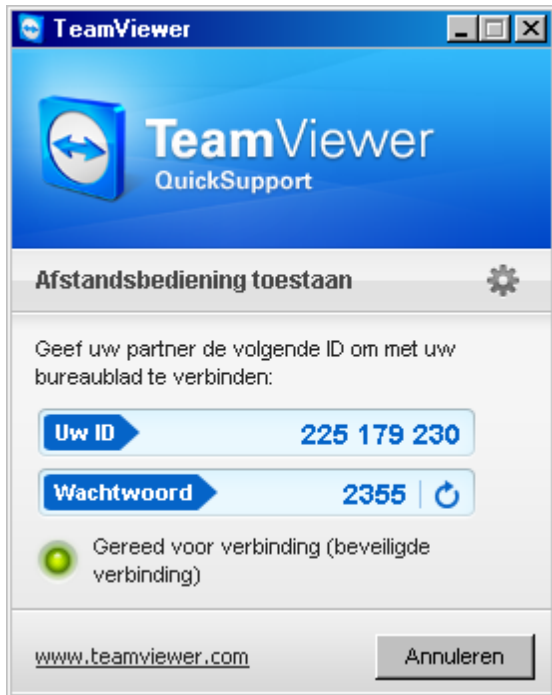 TeamViewer
TeamViewer
QuickSupport
Afstandsbediening toestaan
Geef uw partner de volgende ID om met uw
bureaublad te verbinden:
Uw ID 225 179 230
Wachtwoord 2355
Gereed voor verbinding (beveiligde
verbinding)
www.teamviewer.com Annuleren